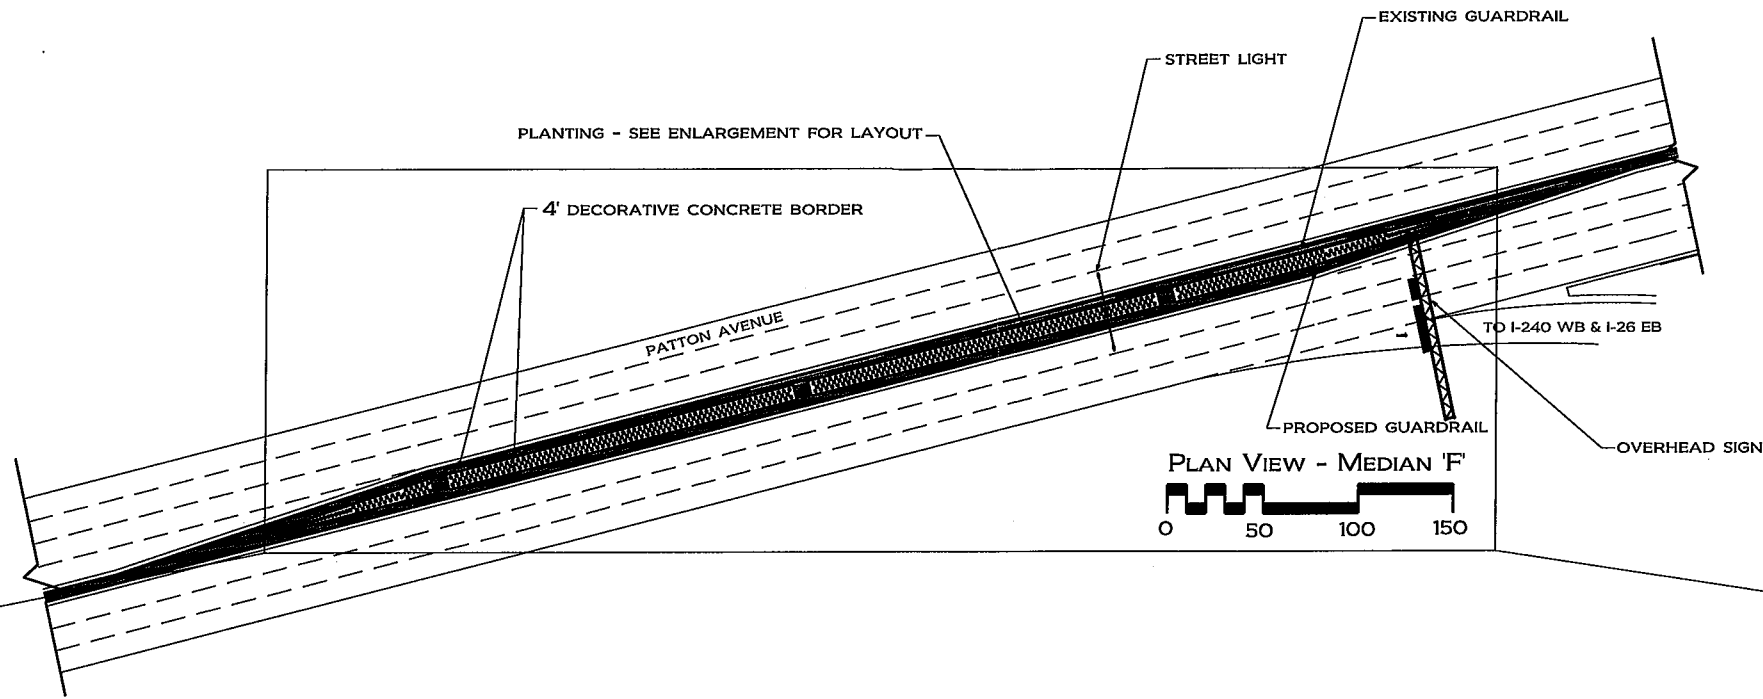 EXISTING GUARDRAIL
STREET LIGHT
PLANTING - SEE ENLARGEMENT FOR LAYOUT
4' DECORATIVE CONCRETE BORDER
PATTON AVENUE
TO I-240 WB & I-26 EB
PROPOSED GUARDRAIL
OVERHEAD SIGN
PLAN VIEW - MEDIAN 'F'
0 50 100 150